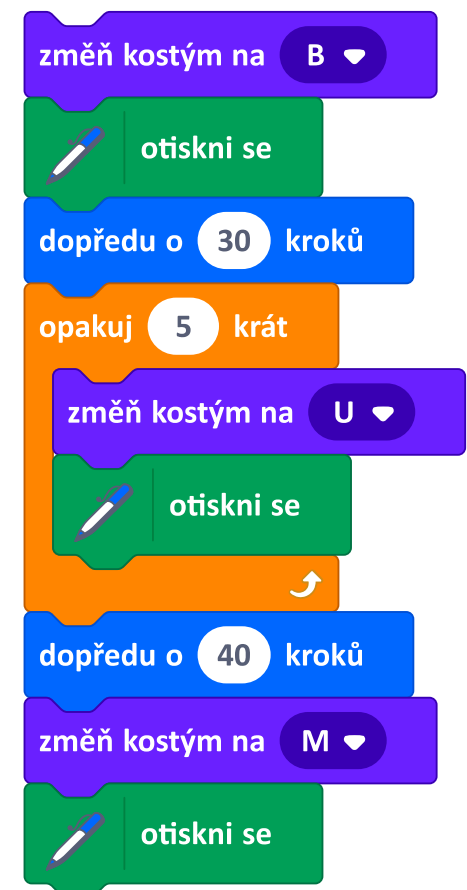 změň kostým na B
otiskni se
dopředu o 30 kroků
opakuj 5 krát
změň kostým na U
otiskni se
dopředu o 40 kroků
změň kostým na M
otiskni se